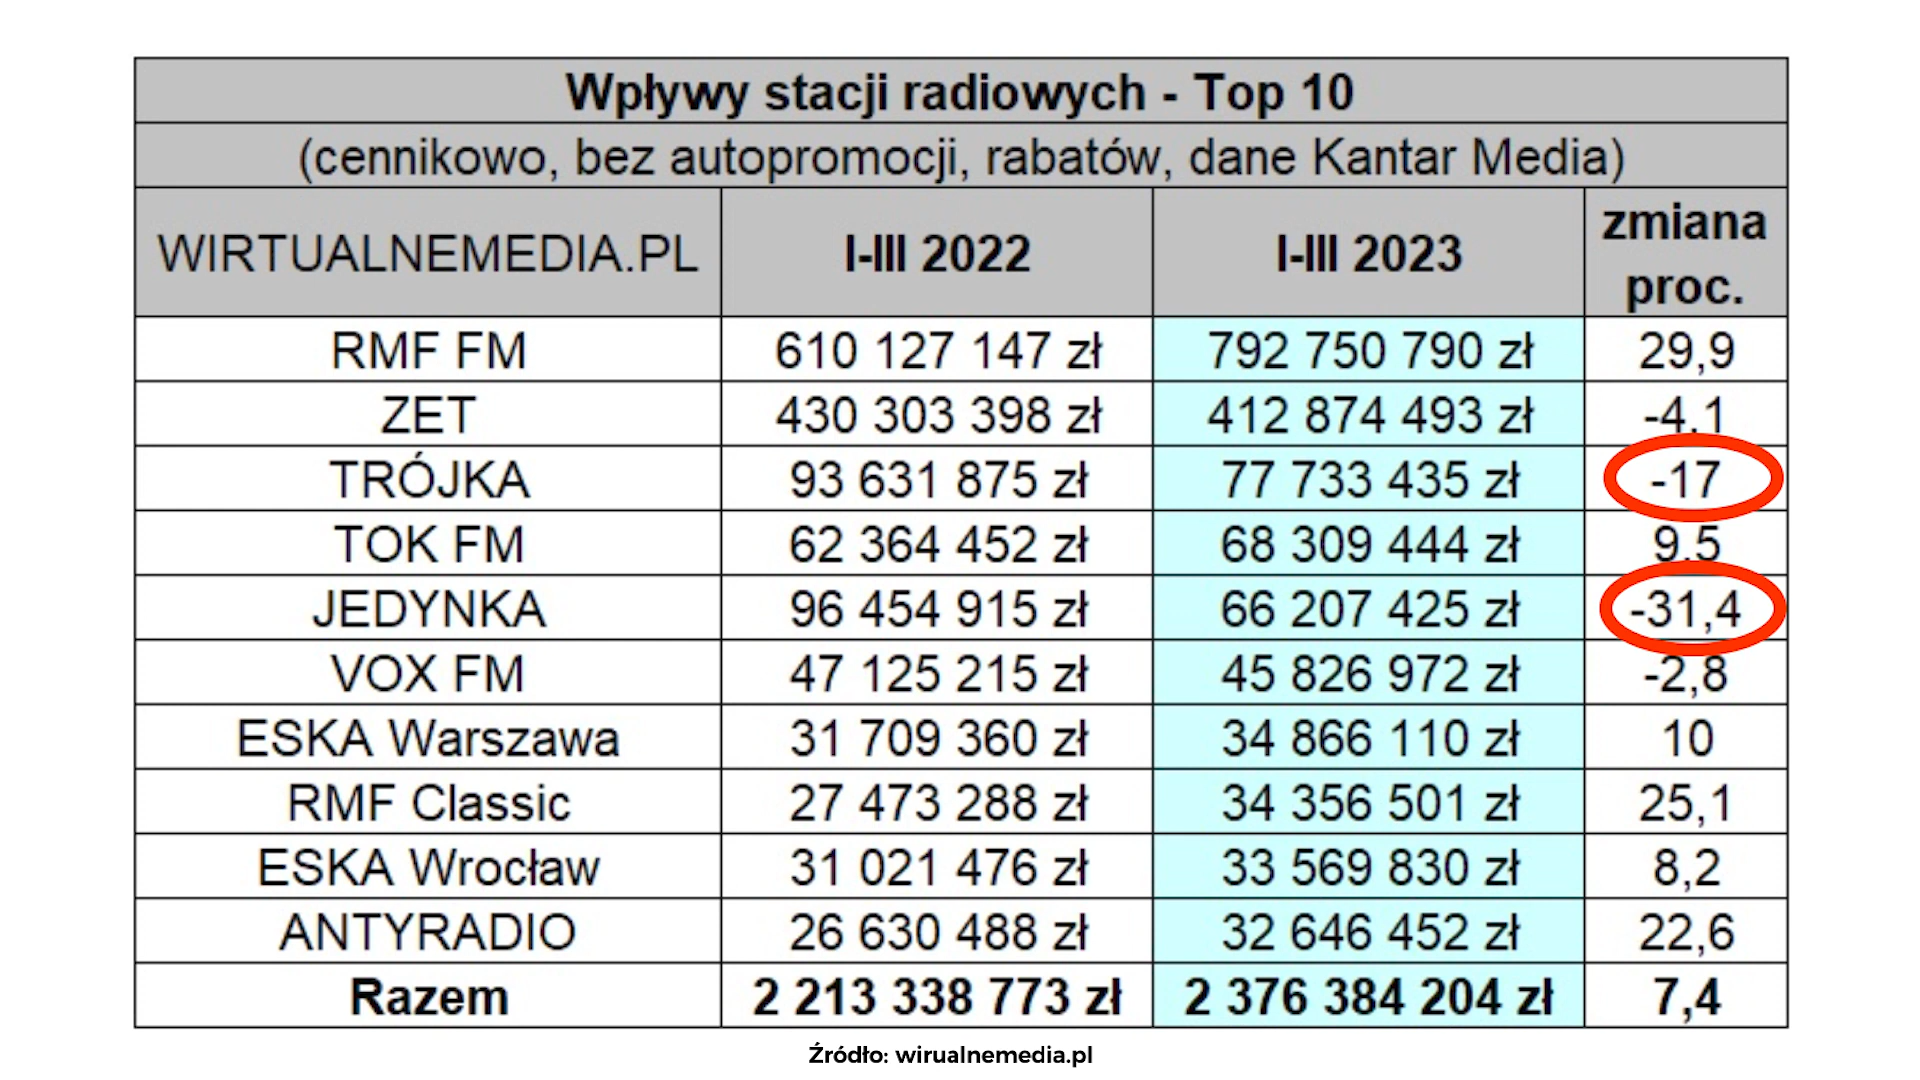 Wpływy stacji radiowych - Top 10
(cennikowo, bez autopromocji, rabatów, dane Kantar Media)
WIRTUALNEMEDIA.PL I-III 2022 I-III 2023 zmiana proc.
RMF FM 610 127 147 zł 792 750 790 zł 29,9
ZET 430 303 398 zł 412 874 493 zł -4,1
TRÓJKA 93 631 875 zł 77 733 435 zł -17
TOK FM 62 364 452 zł 68 309 444 zł 9,5
JEDYNKA 96 454 915 zł 66 207 425 zł -31,4
VOX FM 47 125 215 zł 45 826 972 zł -2,8
ESKA Warszawa 31 709 360 zł 34 866 110 zł 10
RMF Classic 27 473 288 zł 34 356 501 zł 25,1
ESKA Wrocław 31 021 476 zł 33 569 830 zł 8,2
ANTYRADIO 26 630 488 zł 32 646 452 zł 22,6
Razem 2 213 338 773 zł 2 376 384 204 zł 7,4
Źródło: wirualnemedia.pl